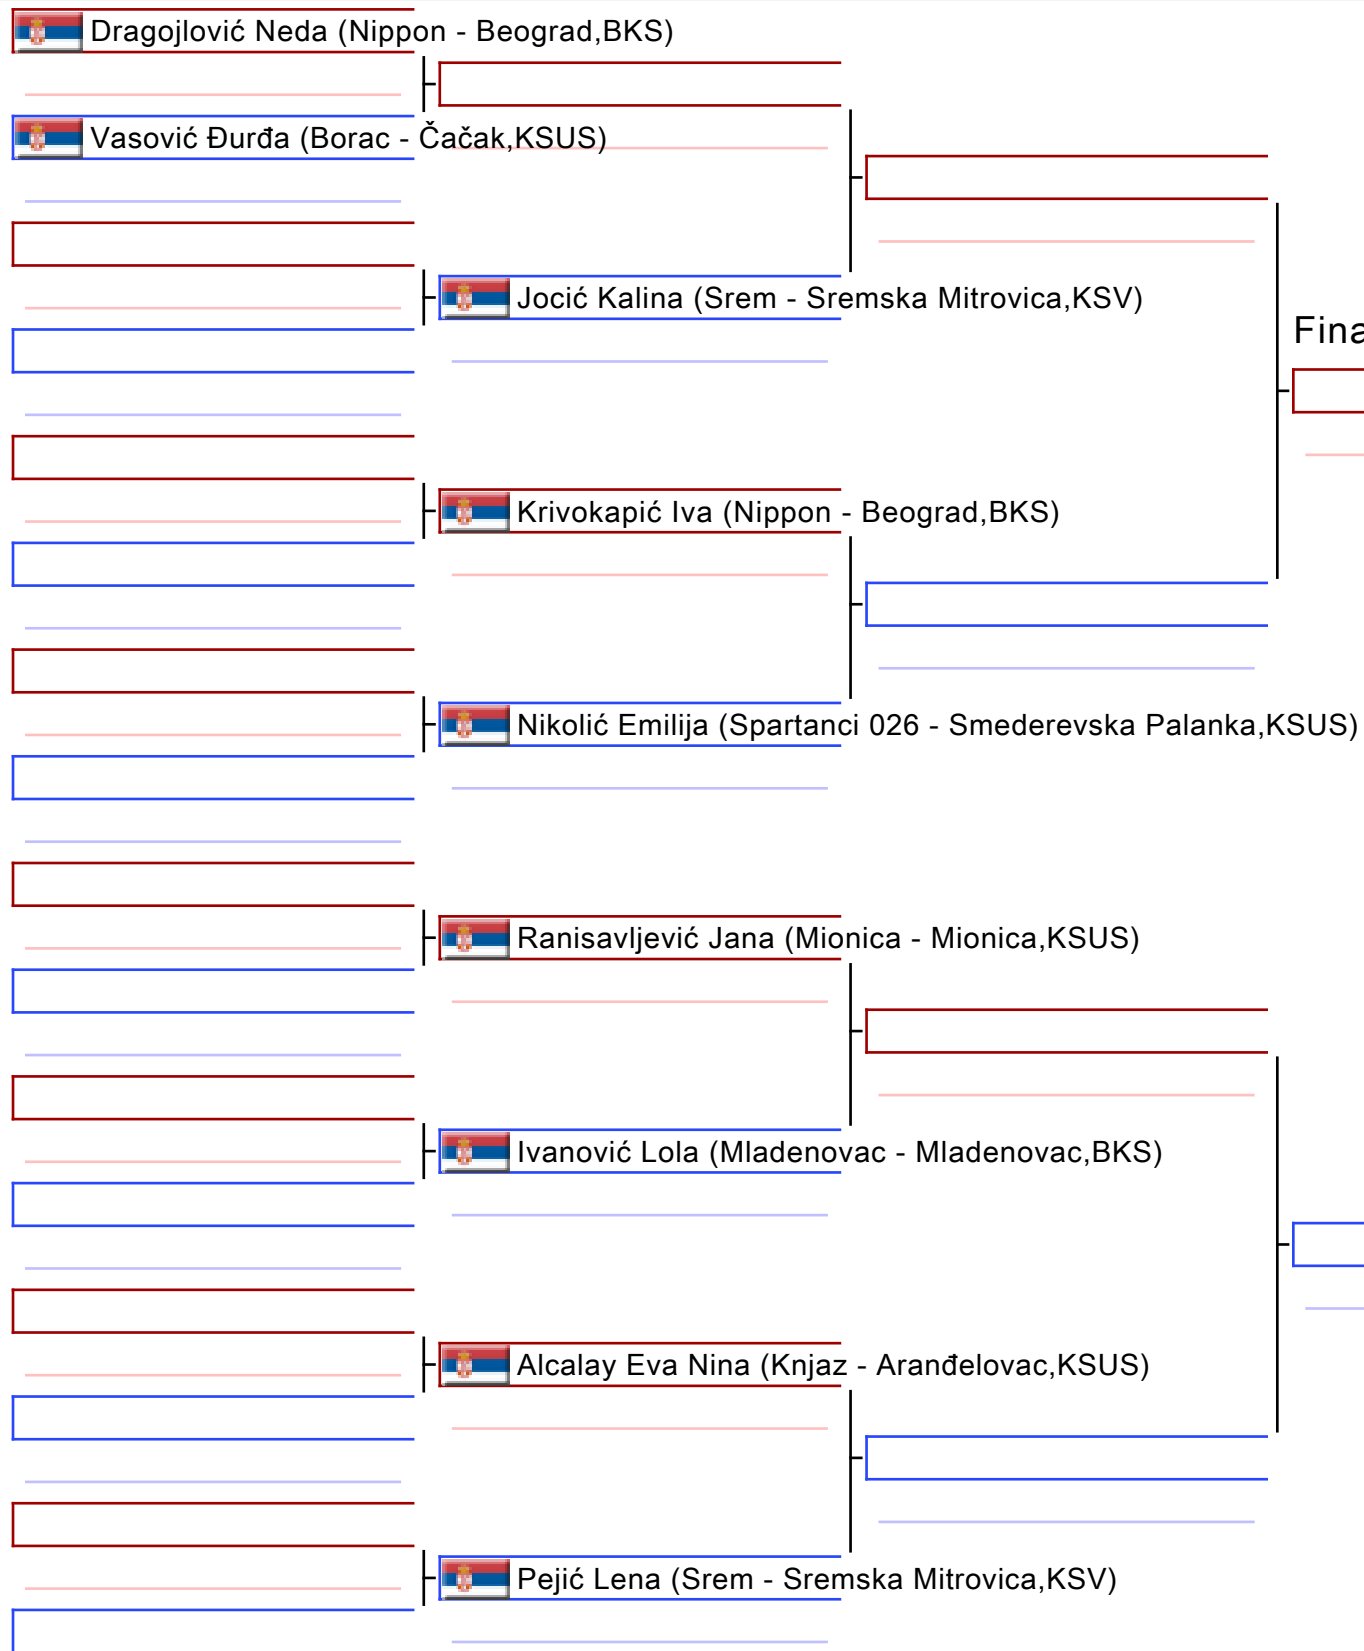 Dragojlović Neda (Nippon - Beograd,BKS)
Vasović Đurđa (Borac - Čačak,KSUS)
Jocić Kalina (Srem - Sremska Mitrovica,KSV)
Fina
Krivokapić Iva (Nippon - Beograd,BKS)
Nikolić Emilija (Spartanci 026 - Smederevska Palanka,KSUS)
Ranisavljević Jana (Mionica - Mionica,KSUS)
Ivanović Lola (Mladenovac - Mladenovac,BKS)
Alcalay Eva Nina (Knjaz - Aranđelovac,KSUS)
Pejić Lena (Srem - Sremska Mitrovica,KSV)